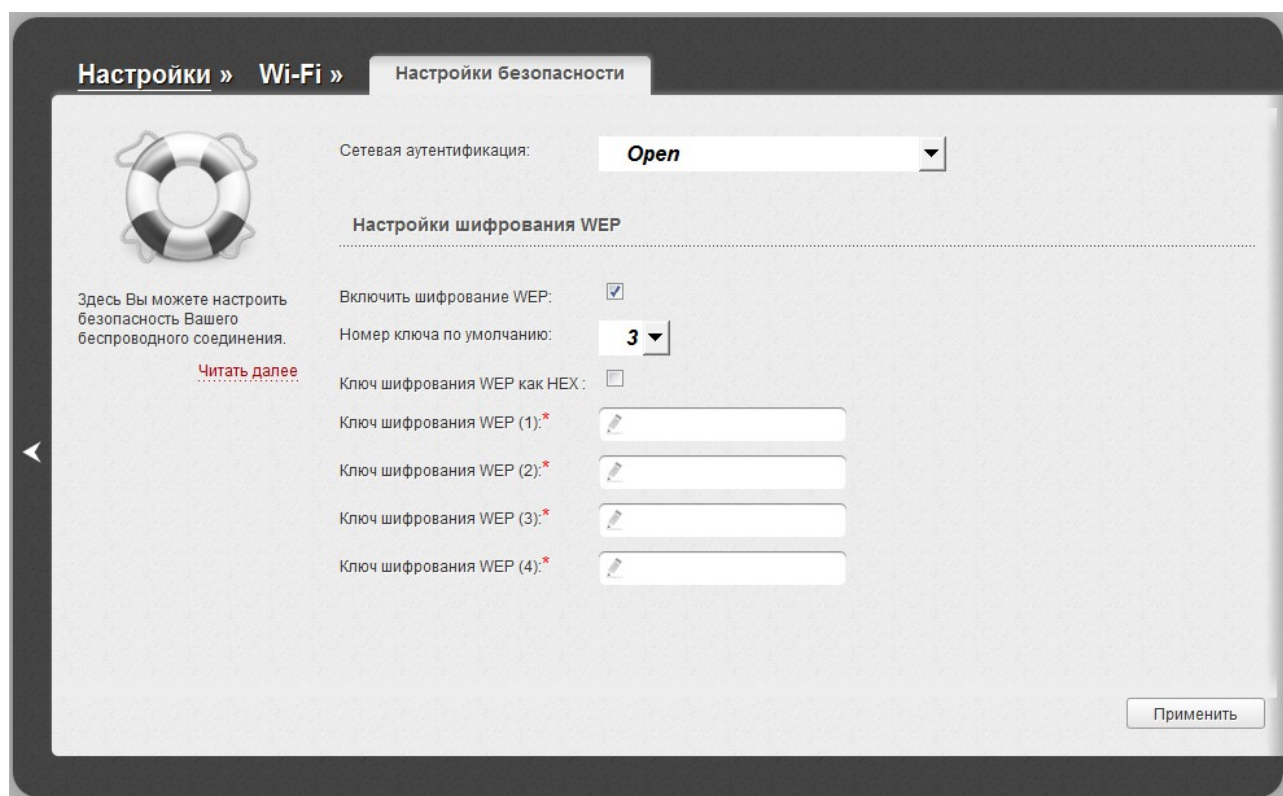 Настройки » Wi-Fi » Настройки безопасности
Сетевая аутентификация: Open
Настройки шифрования WEP
Здесь Вы можете настроить
безопасность Вашего
беспроводного соединения.
Читать далее
Включить шифрование WEP:
Номер ключа по умолчанию: 3
Ключ шифрования WEP как HEX :
Ключ шифрования WEP (1):*
Ключ шифрования WEP (2):*
Ключ шифрования WEP (3):*
Ключ шифрования WEP (4):*
Применить